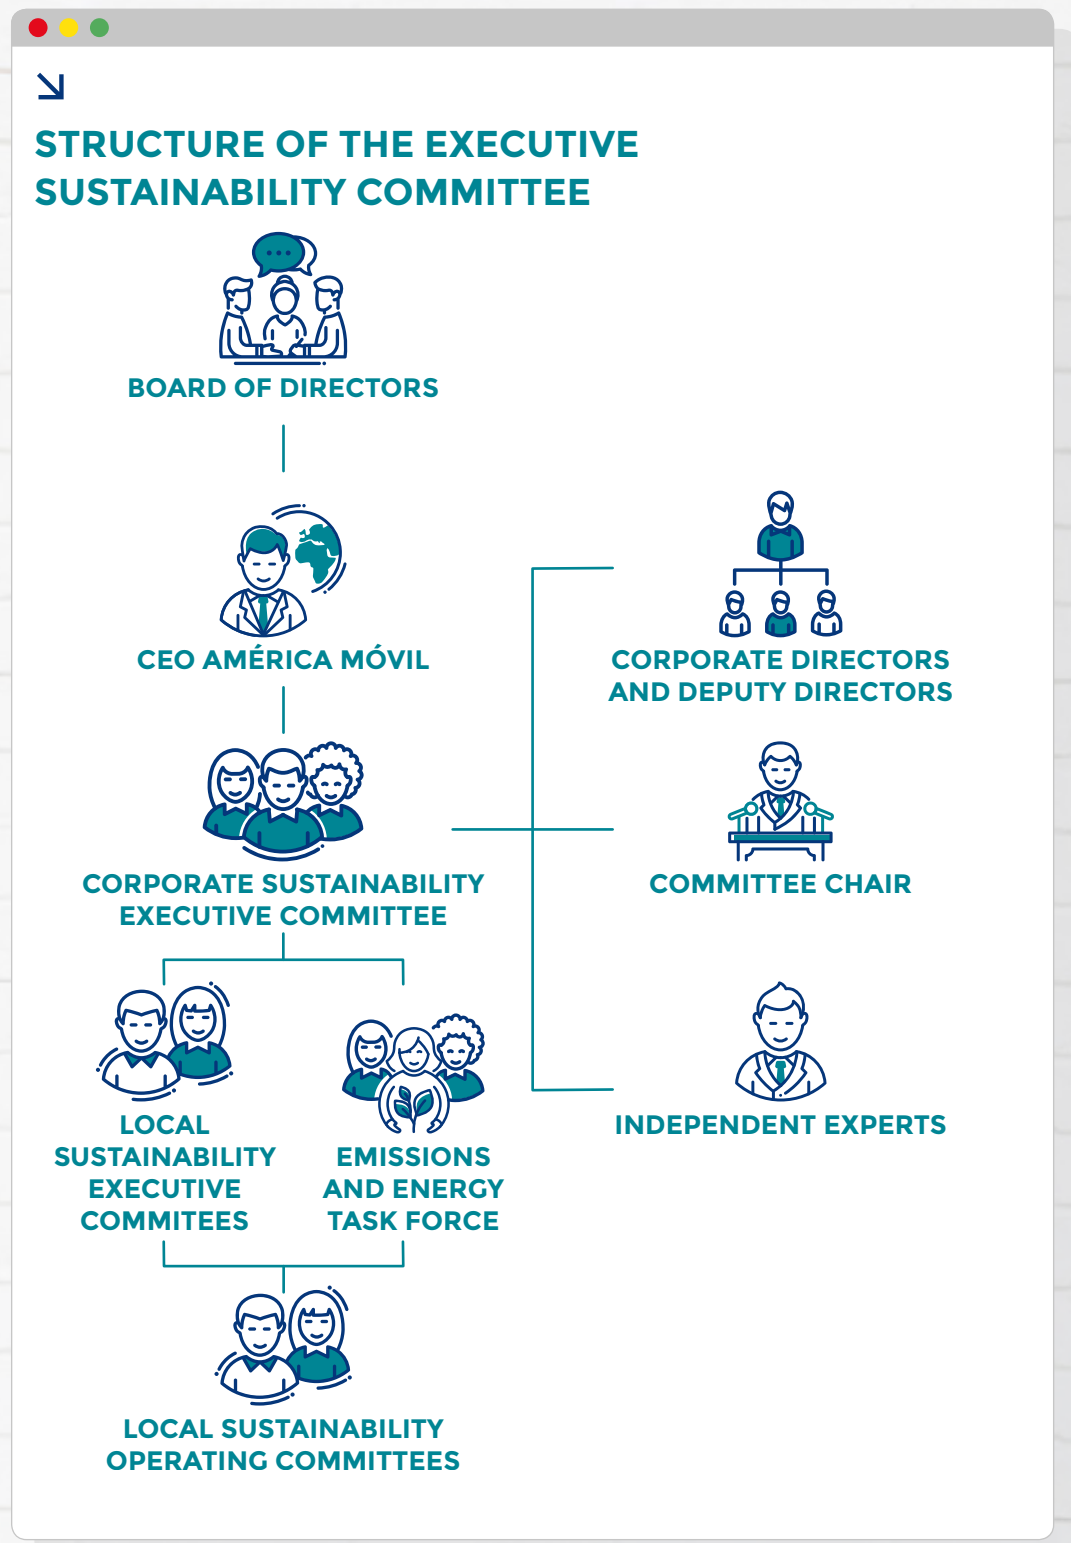 STRUCTURE OF THE EXECUTIVE
SUSTAINABILITY COMMITTEE
BOARD OF DIRECTORS
CEO AMÉRICA MÓVIL
CORPORATE DIRECTORS
AND DEPUTY DIRECTORS
CORPORATE SUSTAINABILITY
EXECUTIVE COMMITTEE
COMMITTEE CHAIR
LOCAL
SUSTAINABILITY
EXECUTIVE
COMMITEES
EMISSIONS
AND ENERGY
TASK FORCE
INDEPENDENT EXPERTS
LOCAL SUSTAINABILITY
OPERATING COMMITTEES